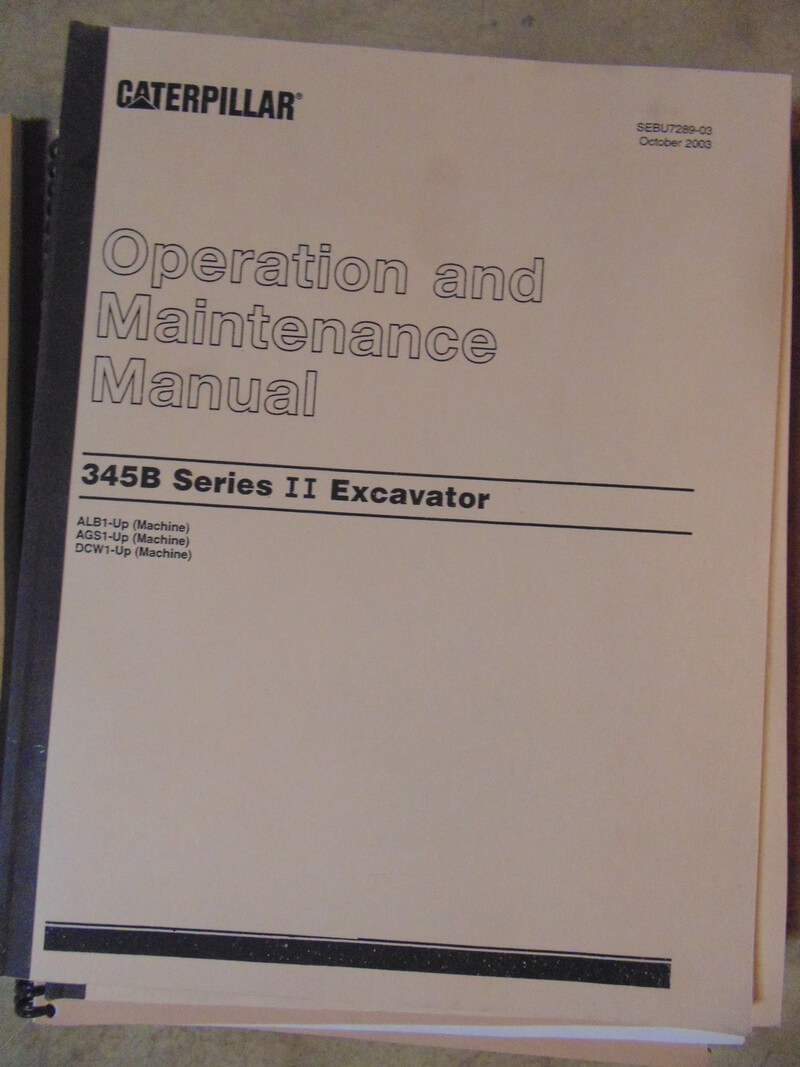 CATERPILLAR®
SEBU7289-03
October 2003
Operation and
Maintenance
Manual
345B Series II Excavator
ALB1-Up (Machine)
AGS1-Up (Machine)
DCW1-Up (Machine)